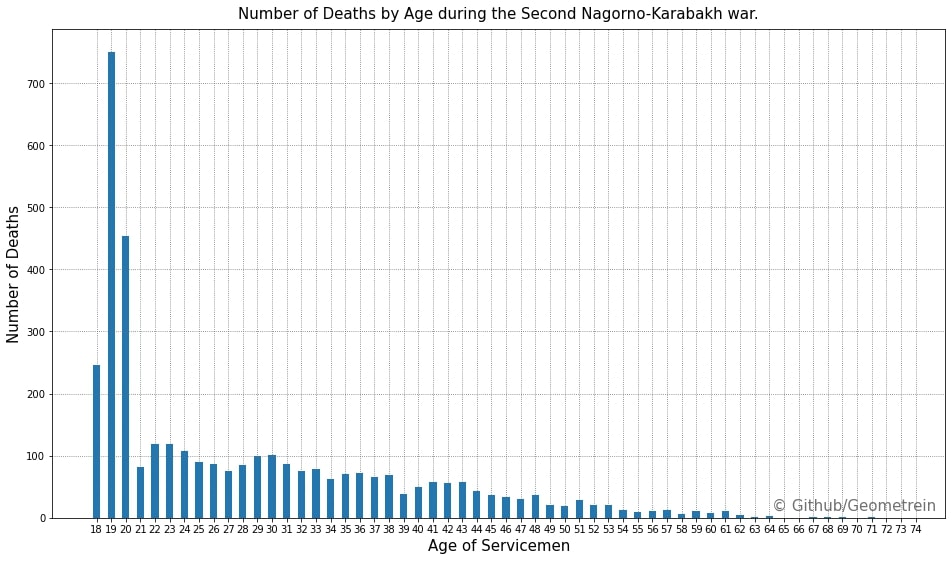 Number of Deaths by Age during the Second Nagorno-Karabakh war.
Number of Deaths
700
600
500
400
300
200
100
0
© Github/Geometrein
18 19 20 21 22 23 24 25 26 27 28 29 30 31 32 33 34 35 36 37 38 39 40 41 42 43 44 45 46 47 48 49 50 51 52 53 54 55 56 57 58 59 60 61 62 63 64 65 66 67 68 69 70 71 72 73 74
Age of Servicemen